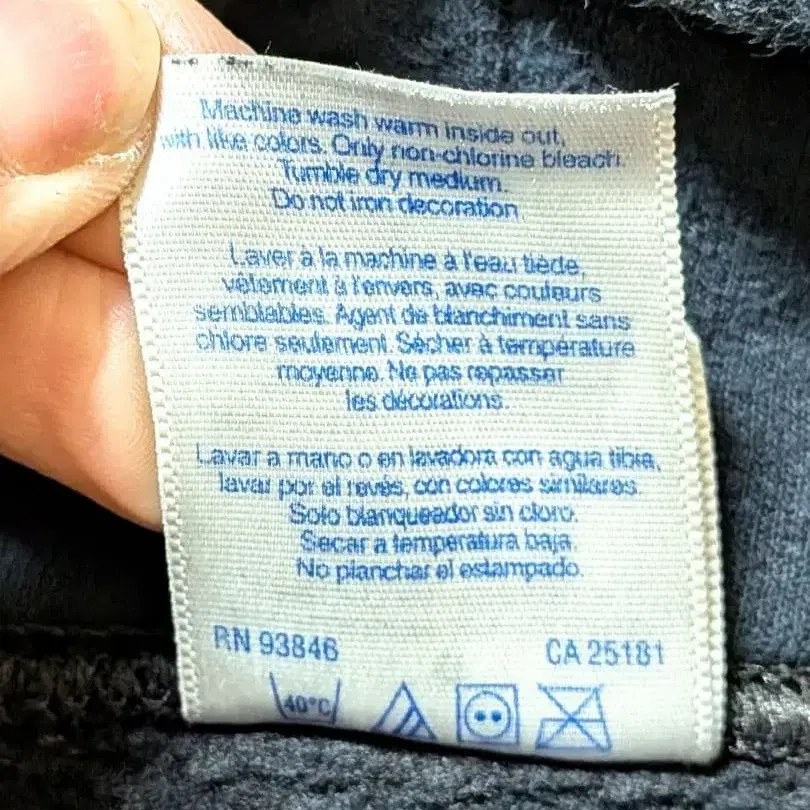 Machine wash warm inside out,
with like colors. Only non-chlorine bleach.
Tumble dry medium.
Do not iron decoration
Laver à la machine à l'eau tiède,
vêtement à l'envers, avec couleurs
semblables. Agent de blanchiment sans
chlore seulement. Sécher à température
moyenne. Ne pas repasser
les décorations.
Lavar a mano o en lavadora con agua tibia,
lavar por el revés, con colores similares.
Solo blanqueador sin cloro.
Secar a temperatura baja.
No planchar el estampado.
RN 93846 CA 25181
40°C